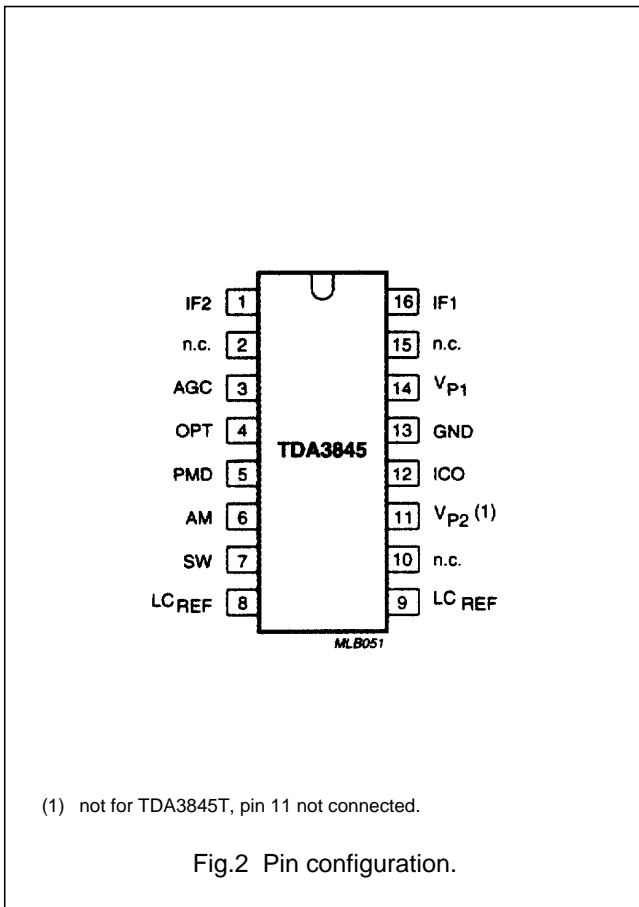 IF2 1 16 IF1
n.c. 2 15 n.c.
AGC 3 14 VP1
OPT 4 13 GND
TDA3845
PMD 5 12 ICO
AM 6 11 VP2 (1)
SW 7 10 n.c.
LCREF 8 9 LC REF
MLB051
(1) not for TDA3845T, pin 11 not connected.
Fig.2 Pin configuration.